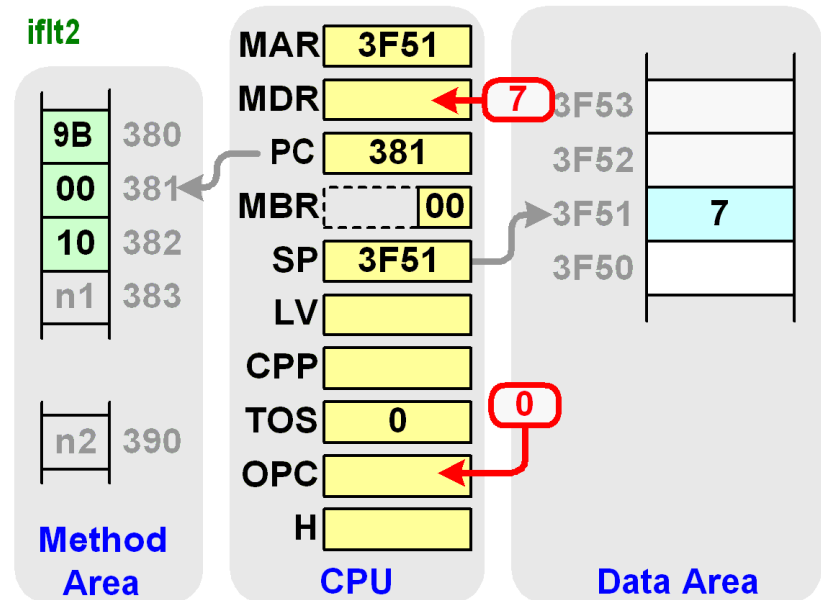 iflt2
9B 380
00 381
10 382
n1 383
n2 390
Method
Area
MAR 3F51
MDR 7
PC 381
MBR 00
SP 3F51
LV
CPP
TOS 0
0
OPC
H
CPU
3F53
3F52
3F51 7
3F50
Data Area